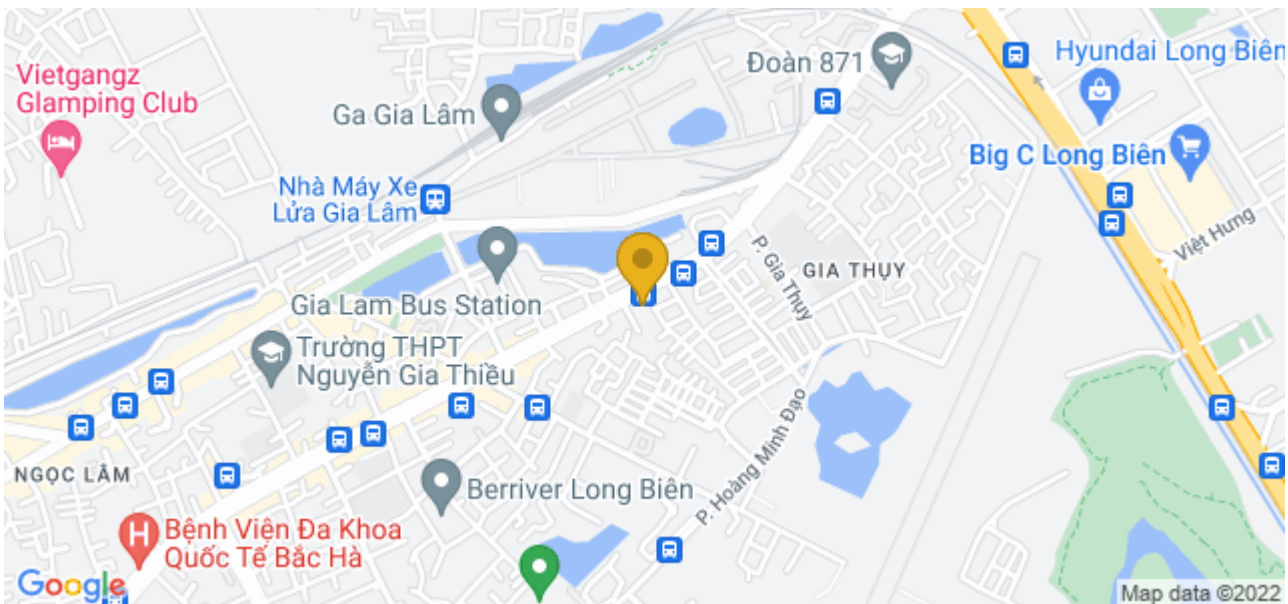 Vietgangz
Glamping Club
Ga Gia Lâm
Đoàn 871
Hyundai Long Biên
Big C Long Biên
Nhà Máy Xe
Lửa Gia Lâm
Việt Hưng
P. Gia Thụy
GIA THỤY
Gia Lam Bus Station
Trường THPT
Nguyễn Gia Thiều
P. Hoàng Minh Đạo
NGỌC LÂM
Berriver Long Biên
H
Bệnh Viện Đa Khoa
Quốc Tế Bắc Hà
Google
Map data ©2022